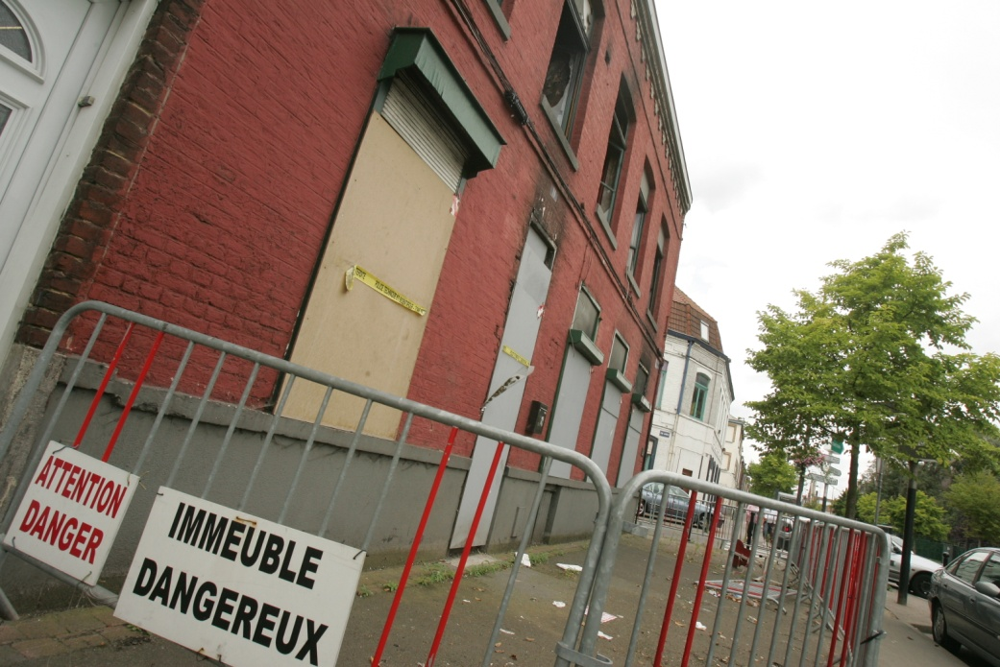 ATTENTION
DANGER
IMMEUBLE
DANGEREUX